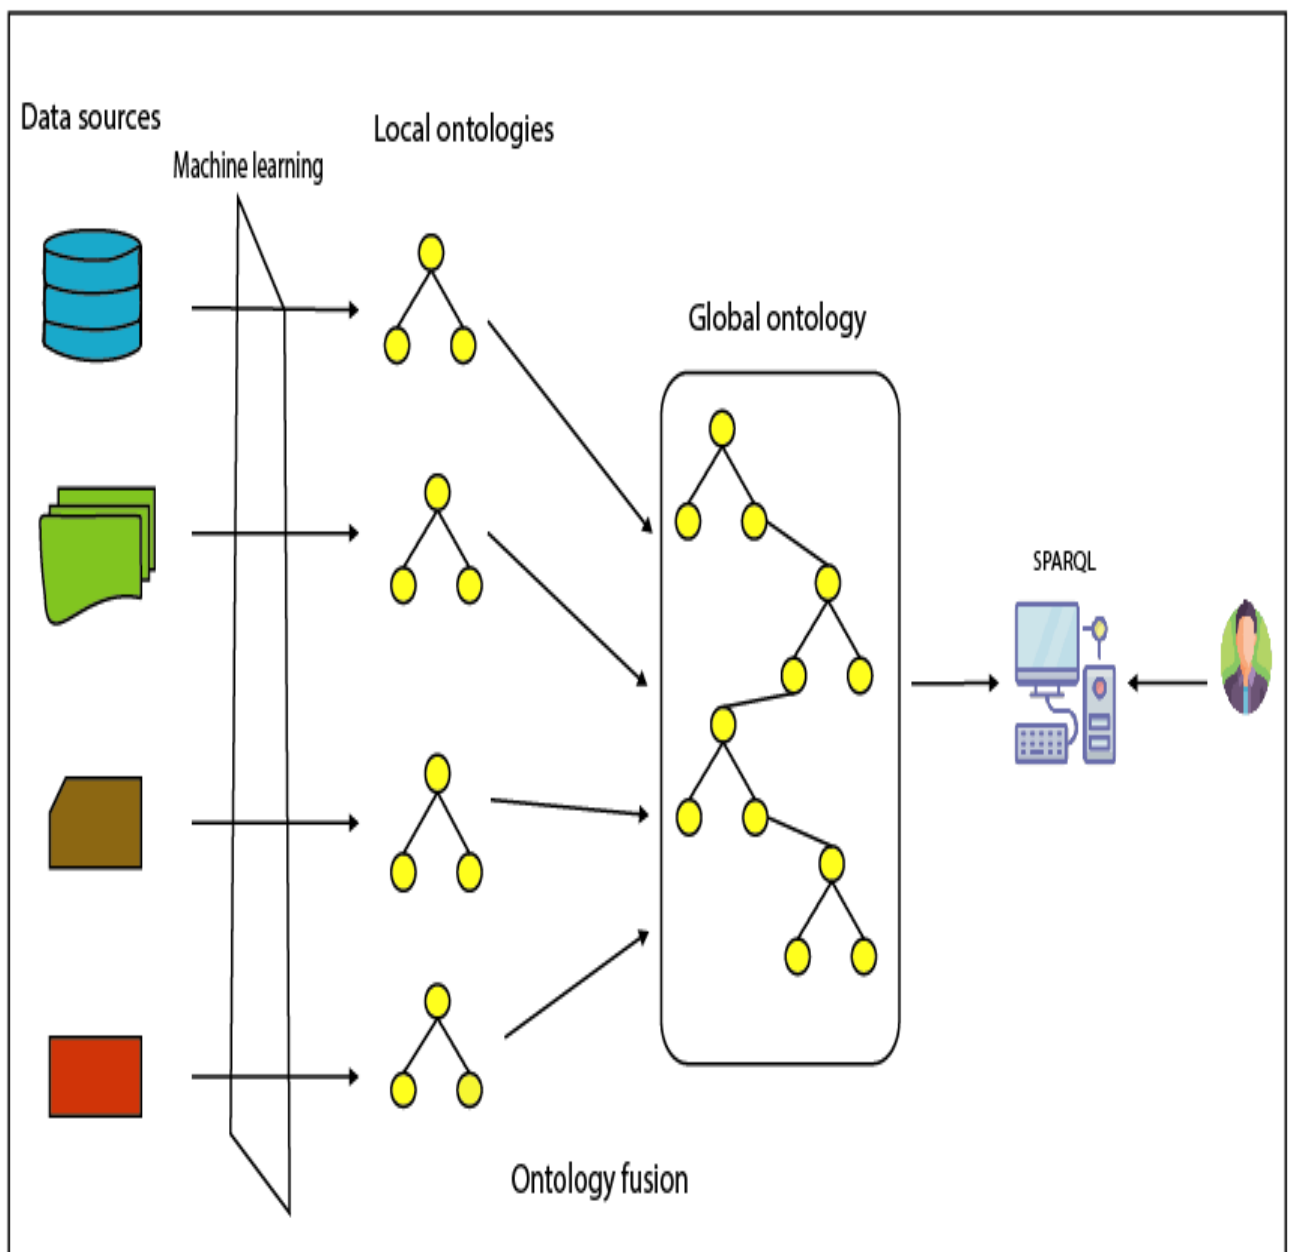 Data sources
Machine learning
Local ontologies
Global ontology
SPARQL
Ontology fusion